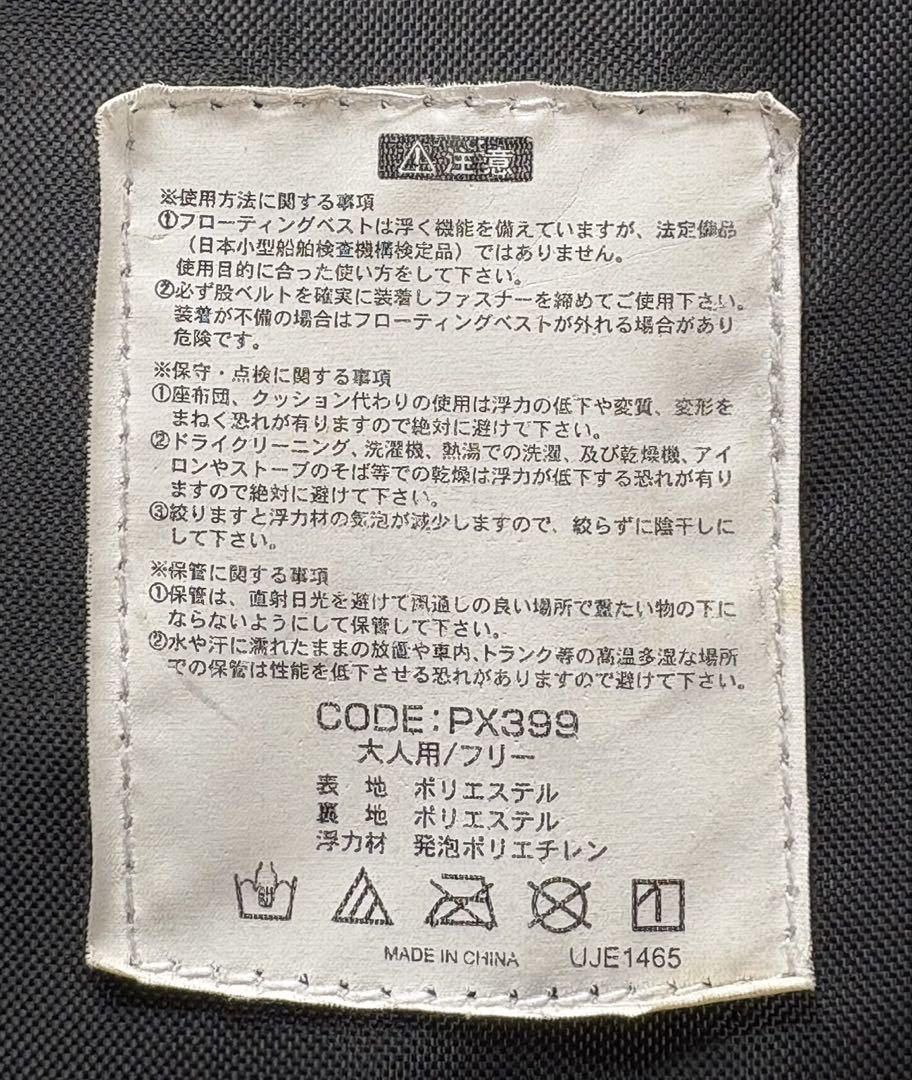 注意
※使用方法に関する事項
①フローティングベストは浮く機能を備えていますが、法定備品
（日本小型船舶検査機構検定品）ではありません。
使用目的に合った使い方をして下さい。
②必ず股ベルトを確実に装着しファスナーを締めてご使用下さい。
装着が不備の場合はフローティングベストが外れる場合があり
危険です。
※保守・点検に関する事項
①座布団、クッション代わりの使用は浮力の低下や変質、変形を
まねく恐れが有りますので絶対に避けて下さい。
②ドライクリーニング、洗濯機、熱湯での洗濯、及び乾燥機、アイ
ロンやストーブのそば等での乾燥は浮力が低下する恐れが有り
ますので絶対に避けて下さい。
③絞りますと浮力材の気泡が減少しますので、絞らずに陰干しに
して下さい。
※保管に関する事項
①保管は、直射日光を避けて風通しの良い場所で重たい物の下に
ならないようにして保管して下さい。
②水や汗に濡れたままの放置や車内、トランク等の高温多湿な場所
での保管は性能を低下させる恐れがありますので避けて下さい。
CODE:PX399
大人用/フリー
表 地 ポリエステル
裏 地 ポリエステル
浮力材 発泡ポリエチレン
MADE IN CHINA UJE1465